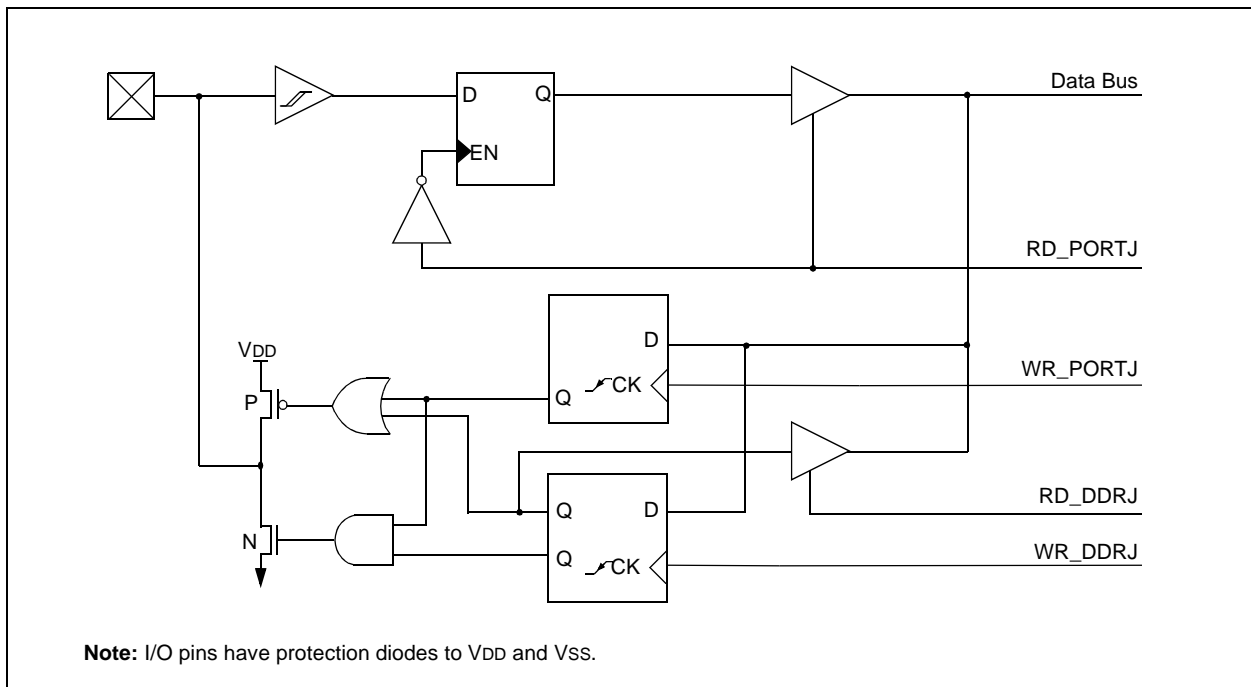 Data Bus
D
Q
EN
RD_PORTJ
D
VDD
WR_PORTJ
CK
Q
P
RD_DDRJ
Q
D
N
WR_DDRJ
Q
CK
Note: I/O pins have protection diodes to VDD and VSS.